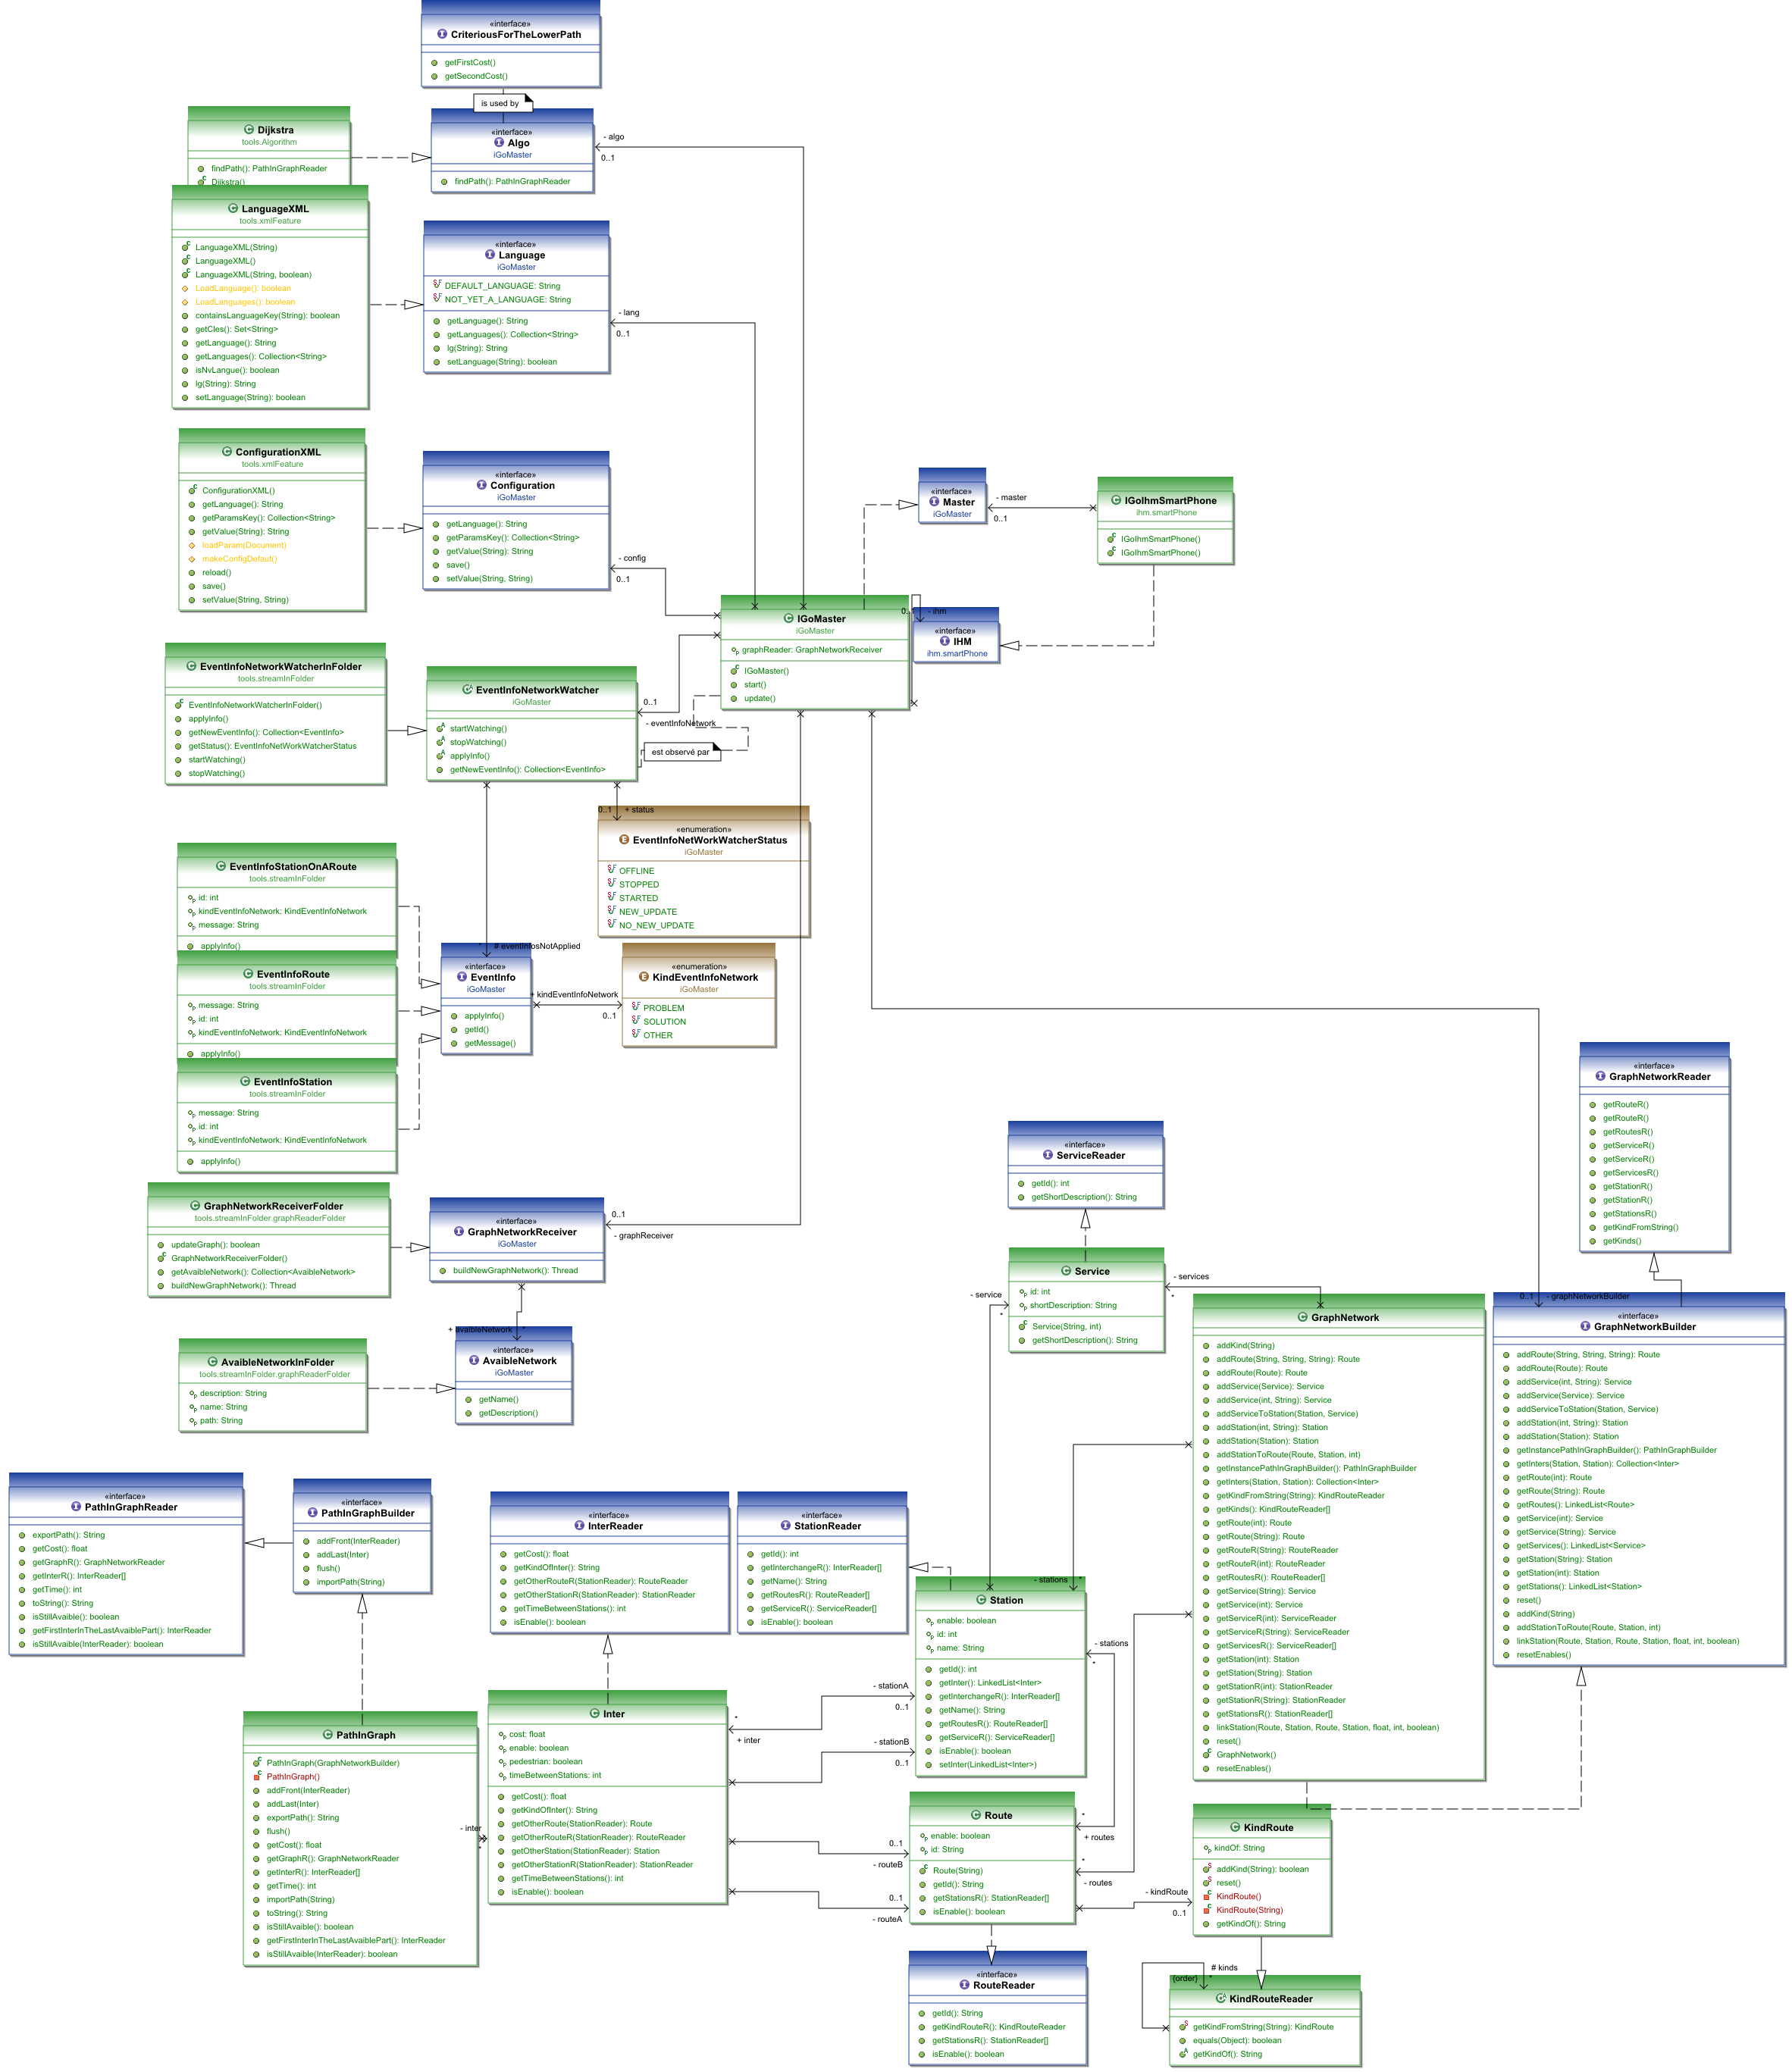 «interface»
CriteriousForTheLowerPath
getFirstCost()
getSecondCost()
is used by
Dijkstra
tools.Algorithm
findPath(): PathInGraphReader
Dijkstra()
«interface»
Algo
iGoMaster
findPath(): PathInGraphReader
- algo
0..1
LanguageXML
tools.xmlFeature
LanguageXML(String)
LanguageXML()
LanguageXML(String, boolean)
LoadLanguage(): boolean
LoadLanguages(): boolean
containsLanguageKey(String): boolean
getCles(): Set<String>
getLanguage(): String
getLanguages(): Collection<String>
isNvLangue(): boolean
lg(String): String
setLanguage(String): boolean
«interface»
Language
iGoMaster
DEFAULT_LANGUAGE: String
NOT_YET_A_LANGUAGE: String
getLanguage(): String
getLanguages(): Collection<String>
lg(String): String
setLanguage(String): boolean
- lang
0..1
ConfigurationXML
tools.xmlFeature
ConfigurationXML()
getLanguage(): String
getParamsKey(): Collection<String>
getValue(String): String
loadParam(Document)
makeConfigDefaut()
reload()
save()
setValue(String, String)
«interface»
Configuration
iGoMaster
getLanguage(): String
getParamsKey(): Collection<String>
getValue(String): String
save()
setValue(String, String)
- config
0..1
«interface»
Master
iGoMaster
- master
0..1
IGoIhmSmartPhone
ihm.smartPhone
IGoIhmSmartPhone()
IGoIhmSmartPhone()
IGoMaster
iGoMaster
graphReader: GraphNetworkReceiver
IGoMaster()
start()
update()
0..1
- ihm
«interface»
IHM
ihm.smartPhone
EventInfoNetworkWatcherInFolder
tools.streamInFolder
EventInfoNetworkWatcherInFolder()
applyInfo()
getNewEventInfo(): Collection<EventInfo>
getStatus(): EventInfoNetWorkWatcherStatus
startWatching()
stopWatching()
EventInfoNetworkWatcher
iGoMaster
startWatching()
stopWatching()
applyInfo()
getNewEventInfo(): Collection<EventInfo>
0..1
- eventInfoNetwork
est observé par
0..1
+ status
«enumeration»
EventInfoNetWorkWatcherStatus
iGoMaster
OFFLINE
STOPPED
STARTED
NEW_UPDATE
NO_NEW_UPDATE
EventInfoStationOnARoute
tools.streamInFolder
id: int
kindEventInfoNetwork: KindEventInfoNetwork
message: String
applyInfo()
EventInfoRoute
tools.streamInFolder
message: String
id: int
kindEventInfoNetwork: KindEventInfoNetwork
applyInfo()
EventInfoStation
tools.streamInFolder
message: String
id: int
kindEventInfoNetwork: KindEventInfoNetwork
applyInfo()
*
# eventInfosNotApplied
«interface»
EventInfo
iGoMaster
applyInfo()
getId()
getMessage()
+ kindEventInfoNetwork
0..1
«enumeration»
KindEventInfoNetwork
iGoMaster
PROBLEM
SOLUTION
OTHER
GraphNetworkReceiverFolder
tools.streamInFolder.graphReaderFolder
updateGraph(): boolean
GraphNetworkReceiverFolder()
getAvaibleNetwork(): Collection<AvaibleNetwork>
buildNewGraphNetwork(): Thread
«interface»
GraphNetworkReceiver
iGoMaster
buildNewGraphNetwork(): Thread
0..1
- graphReceiver
+ avaibleNetwork
*
AvaibleNetworkInFolder
tools.streamInFolder.graphReaderFolder
description: String
name: String
path: String
«interface»
AvaibleNetwork
iGoMaster
getName()
getDescription()
«interface»
ServiceReader
getId(): int
getShortDescription(): String
Service
id: int
shortDescription: String
Service(String, int)
getShortDescription(): String
- service
*
- services
*
«interface»
GraphNetworkReader
getRouteR()
getRouteR()
getRoutesR()
getServiceR()
getServiceR()
getServicesR()
getStationR()
getStationR()
getStationsR()
getKindFromString()
getKinds()
GraphNetwork
addKind(String)
addRoute(String, String, String): Route
addRoute(Route): Route
addService(Service): Service
addService(int, String): Service
addServiceToStation(Station, Service)
addStation(int, String): Station
addStation(Station): Station
addStationToRoute(Route, Station, int)
getInstancePathInGraphBuilder(): PathInGraphBuilder
getInters(Station, Station): Collection<Inter>
getKindFromString(String): KindRouteReader
getKinds(): KindRouteReader[]
getRoute(int): Route
getRoute(String): Route
getRouteR(String): RouteReader
getRouteR(int): RouteReader
getRoutesR(): RouteReader[]
getService(String): Service
getService(int): Service
getServiceR(int): ServiceReader
getServiceR(String): ServiceReader
getServicesR(): ServiceReader[]
getStation(int): Station
getStation(String): Station
getStationR(int): StationReader
getStationR(String): StationReader
getStationsR(): StationReader[]
linkStation(Route, Station, Route, Station, float, int, boolean)
reset()
GraphNetwork()
resetEnables()
0..1
- graphNetworkBuilder
«interface»
GraphNetworkBuilder
addRoute(String, String, String): Route
addRoute(Route): Route
addService(int, String): Service
addService(Service): Service
addServiceToStation(Station, Service)
addStation(int, String): Station
addStation(Station): Station
getInstancePathInGraphBuilder(): PathInGraphBuilder
getInters(Station, Station): Collection<Inter>
getRoute(int): Route
getRoute(String): Route
getRoutes(): LinkedList<Route>
getService(int): Service
getService(String): Service
getServices(): LinkedList<Service>
getStation(String): Station
getStation(int): Station
getStations(): LinkedList<Station>
reset()
addKind(String)
addStationToRoute(Route, Station, int)
linkStation(Route, Station, Route, Station, float, int, boolean)
resetEnables()
«interface»
PathInGraphReader
exportPath(): String
getCost(): float
getGraphR(): GraphNetworkReader
getInterR(): InterReader[]
getTime(): int
toString(): String
isStillAvaible(): boolean
getFirstInterInTheLastAvaiblePart(): InterReader
isStillAvaible(InterReader): boolean
«interface»
PathInGraphBuilder
addFront(InterReader)
addLast(Inter)
flush()
importPath(String)
«interface»
InterReader
getCost(): float
getKindOfInter(): String
getOtherRouteR(StationReader): RouteReader
getOtherStationR(StationReader): StationReader
getTimeBetweenStations(): int
isEnable(): boolean
«interface»
StationReader
getId(): int
getInterchangeR(): InterReader[]
getName(): String
getRoutesR(): RouteReader[]
getServiceR(): ServiceReader[]
isEnable(): boolean
- stations
*
Station
enable: boolean
id: int
name: String
getId(): int
getInter(): LinkedList<Inter>
getInterchangeR(): InterReader[]
getName(): String
getRoutesR(): RouteReader[]
getServiceR(): ServiceReader[]
isEnable(): boolean
setInter(LinkedList<Inter>)
- stations
*
PathInGraph
PathInGraph(GraphNetworkBuilder)
PathInGraph()
addFront(InterReader)
addLast(Inter)
exportPath(): String
flush()
getCost(): float
getGraphR(): GraphNetworkReader
getInterR(): InterReader[]
getTime(): int
importPath(String)
toString(): String
isStillAvaible(): boolean
getFirstInterInTheLastAvaiblePart(): InterReader
isStillAvaible(InterReader): boolean
- inter
*
Inter
cost: float
enable: boolean
pedestrian: boolean
timeBetweenStations: int
getCost(): float
getKindOfInter(): String
getOtherRoute(StationReader): Route
getOtherRouteR(StationReader): RouteReader
getOtherStation(StationReader): Station
getOtherStationR(StationReader): StationReader
getTimeBetweenStations(): int
isEnable(): boolean
*
+ inter
- stationA
0..1
- stationB
0..1
0..1
- routeB
0..1
- routeA
Route
enable: boolean
id: String
Route(String)
getId(): String
getStationsR(): StationReader[]
isEnable(): boolean
*
+ routes
*
- routes
- kindRoute
0..1
KindRoute
kindOf: String
addKind(String): boolean
reset()
KindRoute()
KindRoute(String)
getKindOf(): String
«interface»
RouteReader
getId(): String
getKindRouteR(): KindRouteReader
getStationsR(): StationReader[]
isEnable(): boolean
# kinds
{order}
*
KindRouteReader
getKindFromString(String): KindRoute
equals(Object): boolean
getKindOf(): String